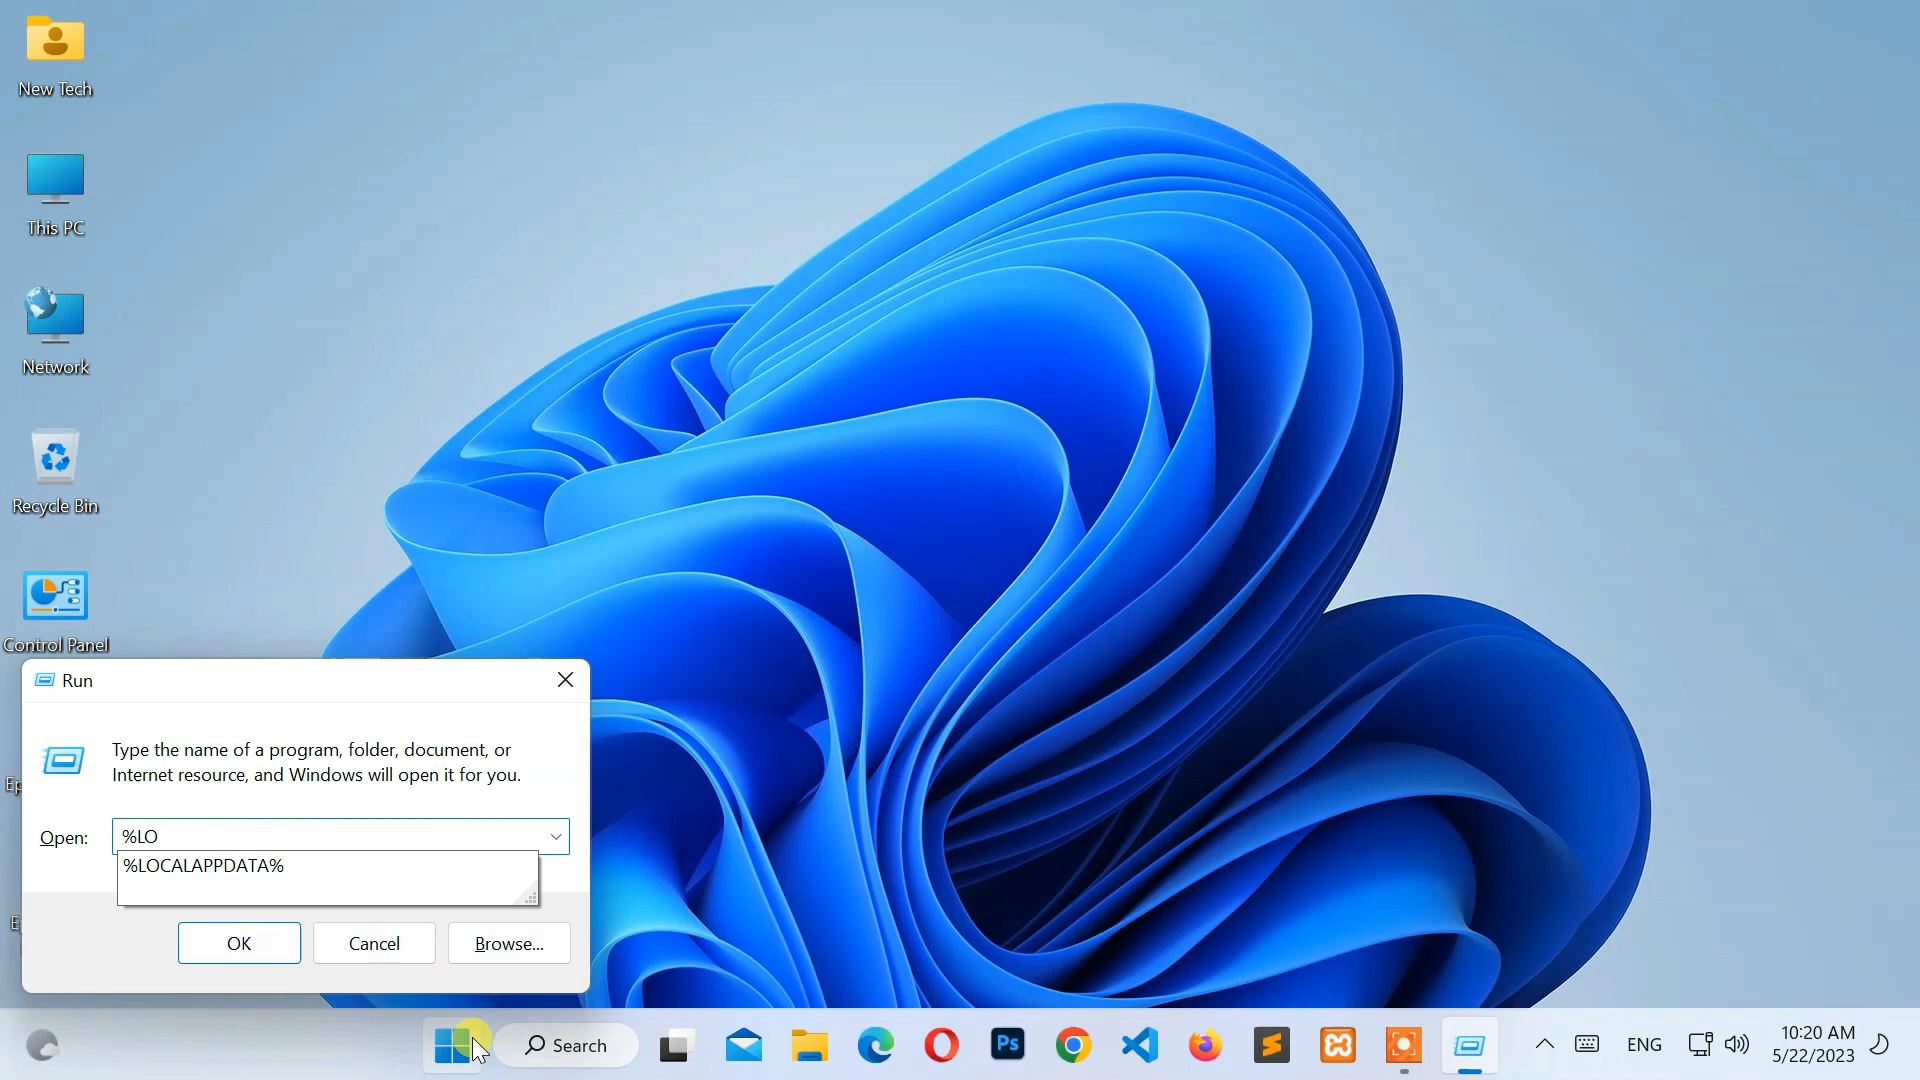 New Tech
This PC
Network
Recycle Bin
Control Panel
Run
Type the name of a program, folder, document, or
Internet resource, and Windows will open it for you.
Ep
Open:
%LO
%LOCALAPPDATA%
OK
Cancel
Browse...
Search
Ps
ENG
10:20 AM
5/22/2023